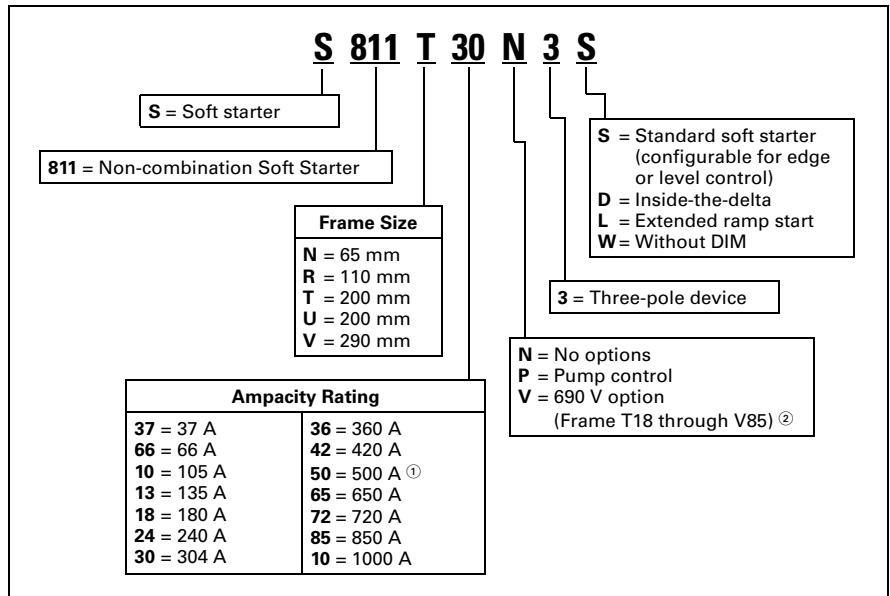 S 811 T 30 N 3 S
S = Soft starter
811 = Non-combination Soft Starter
Frame Size
N = 65 mm
R = 110 mm
T = 200 mm
U = 200 mm
V = 290 mm
Ampacity Rating
37 = 37 A
66 = 66 A
10 = 105 A
13 = 135 A
18 = 180 A
24 = 240 A
30 = 304 A
36 = 360 A
42 = 420 A
50 = 500 A ①
65 = 650 A
72 = 720 A
85 = 850 A
10 = 1000 A
N = No options
P = Pump control
V = 690 V option
(Frame T18 through V85) ②
3 = Three-pole device
S = Standard soft starter
(configurable for edge
or level control)
D = Inside-the-delta
L = Extended ramp start
W = Without DIM